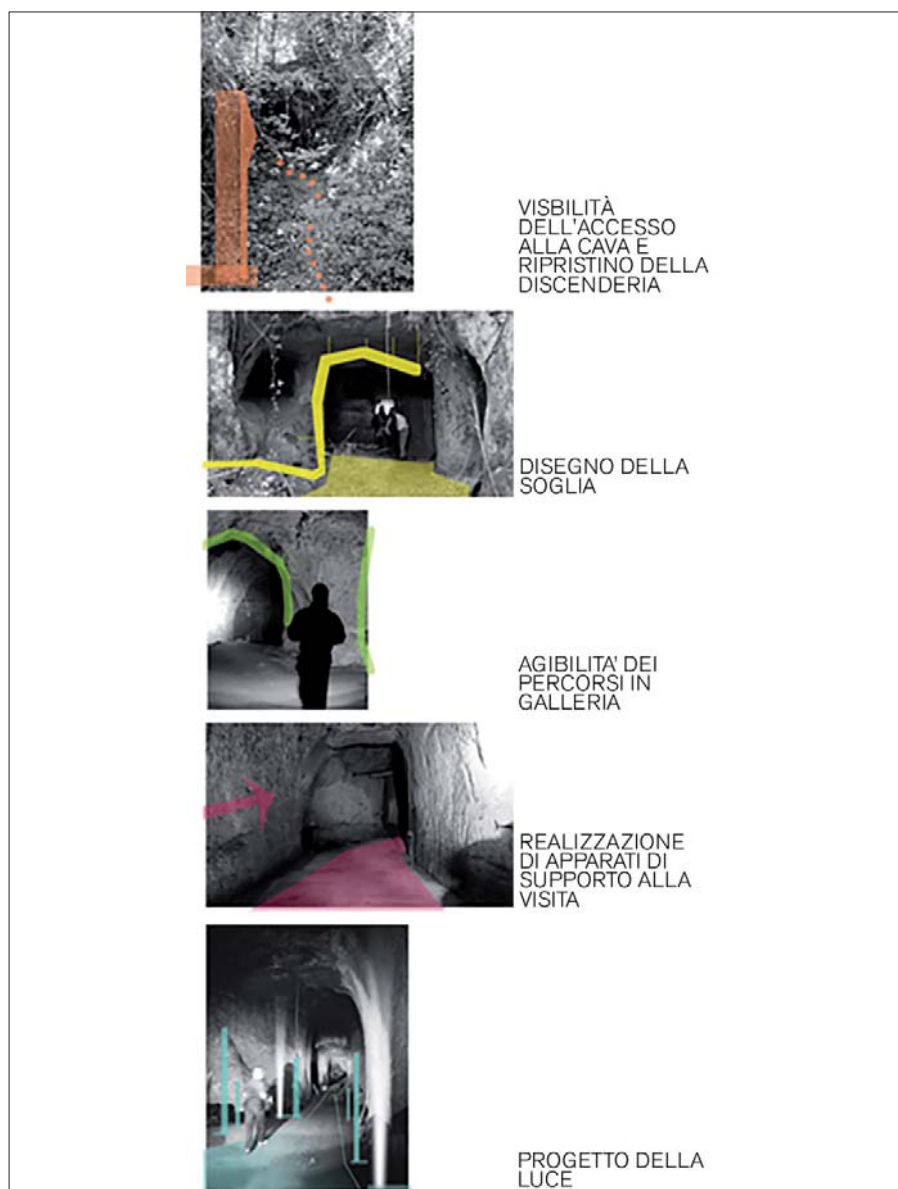 VISBILITÀ
DELL'ACCESSO
ALLA CAVA E
RIPRISTINO DELLA
DISCENDERIA
DISEGNO DELLA
SOGLIA
AGIBILITA' DEI
PERCORSI IN
GALLERIA
REALIZZAZIONE
DI APPARATI DI
SUPPORTO ALLA
VISITA
PROGETTO DELLA
LUCE